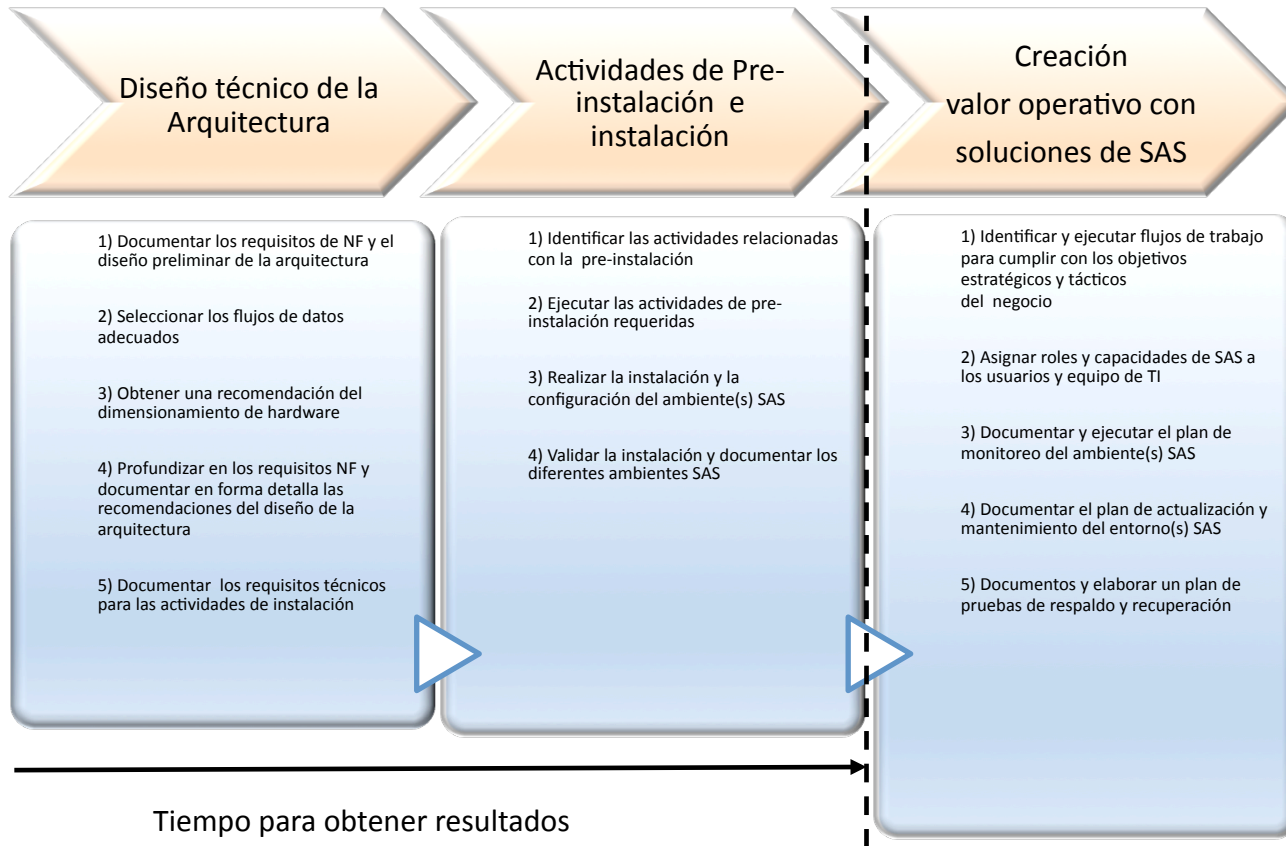 Diseño técnico de la
Arquitectura
Actividades de Pre-
instalación e
instalación
Creación
valor operativo con
soluciones de SAS
1) Documentar los requisitos de NF y el
diseño preliminar de la arquitectura
2) Seleccionar los flujos de datos
adecuados
3) Obtener una recomendación del
dimensionamiento de hardware
4) Profundizar en los requisitos NF y
documentar en forma detalla las
recomendaciones del diseño de la
arquitectura
5) Documentar los requisitos técnicos
para las actividades de instalación
1) Identificar las actividades relacionadas
con la pre-instalación
2) Ejecutar las actividades de pre-
instalación requeridas
3) Realizar la instalación y la
configuración del ambiente(s) SAS
4) Validar la instalación y documentar los
diferentes ambientes SAS
1) Identificar y ejecutar flujos de trabajo
para cumplir con los objetivos
estratégicos y tácticos
del negocio
2) Asignar roles y capacidades de SAS a
los usuarios y equipo de TI
3) Documentar y ejecutar el plan de
monitoreo del ambiente(s) SAS
4) Documentar el plan de actualización y
mantenimiento del entorno(s) SAS
5) Documentos y elaborar un plan de
pruebas de respaldo y recuperación
Tiempo para obtener resultados